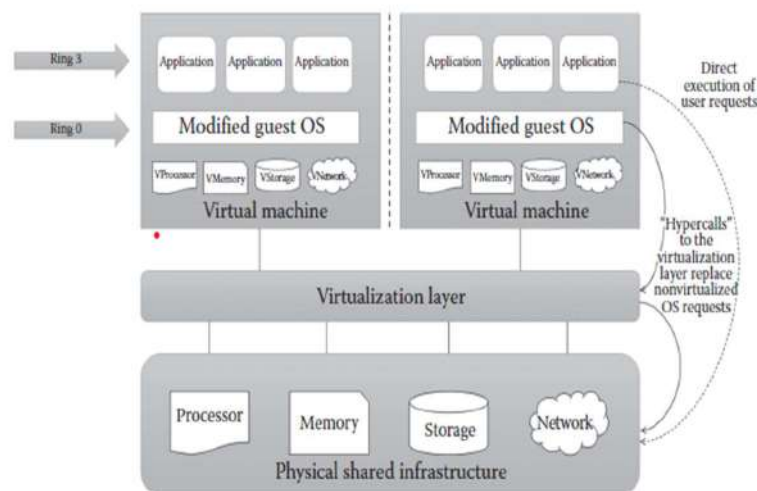 Ring 3
Application
Application
Application
Application
Application
Application
Direct
execution of
user requests
Ring 0
Modified guest OS
Modified guest OS
VProcessor
VMemory
VStorage
VNetwork
VProcessor
VMemory
VStorage
VNetwork
Virtual machine
Virtual machine
"Hypercalls"
to the
virtualization
layer replace
nonvirtualized
OS requests
Virtualization layer
Processor
Memory
Storage
Network
Physical shared infrastructure